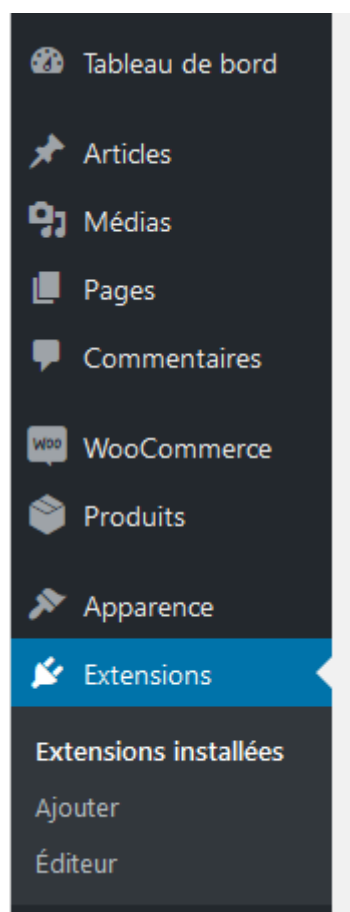 Tableau de bord
Articles
Médias
Pages
Commentaires
Woo WooCommerce
Produits
Apparence
Extensions
Extensions installées
Ajouter
Éditeur